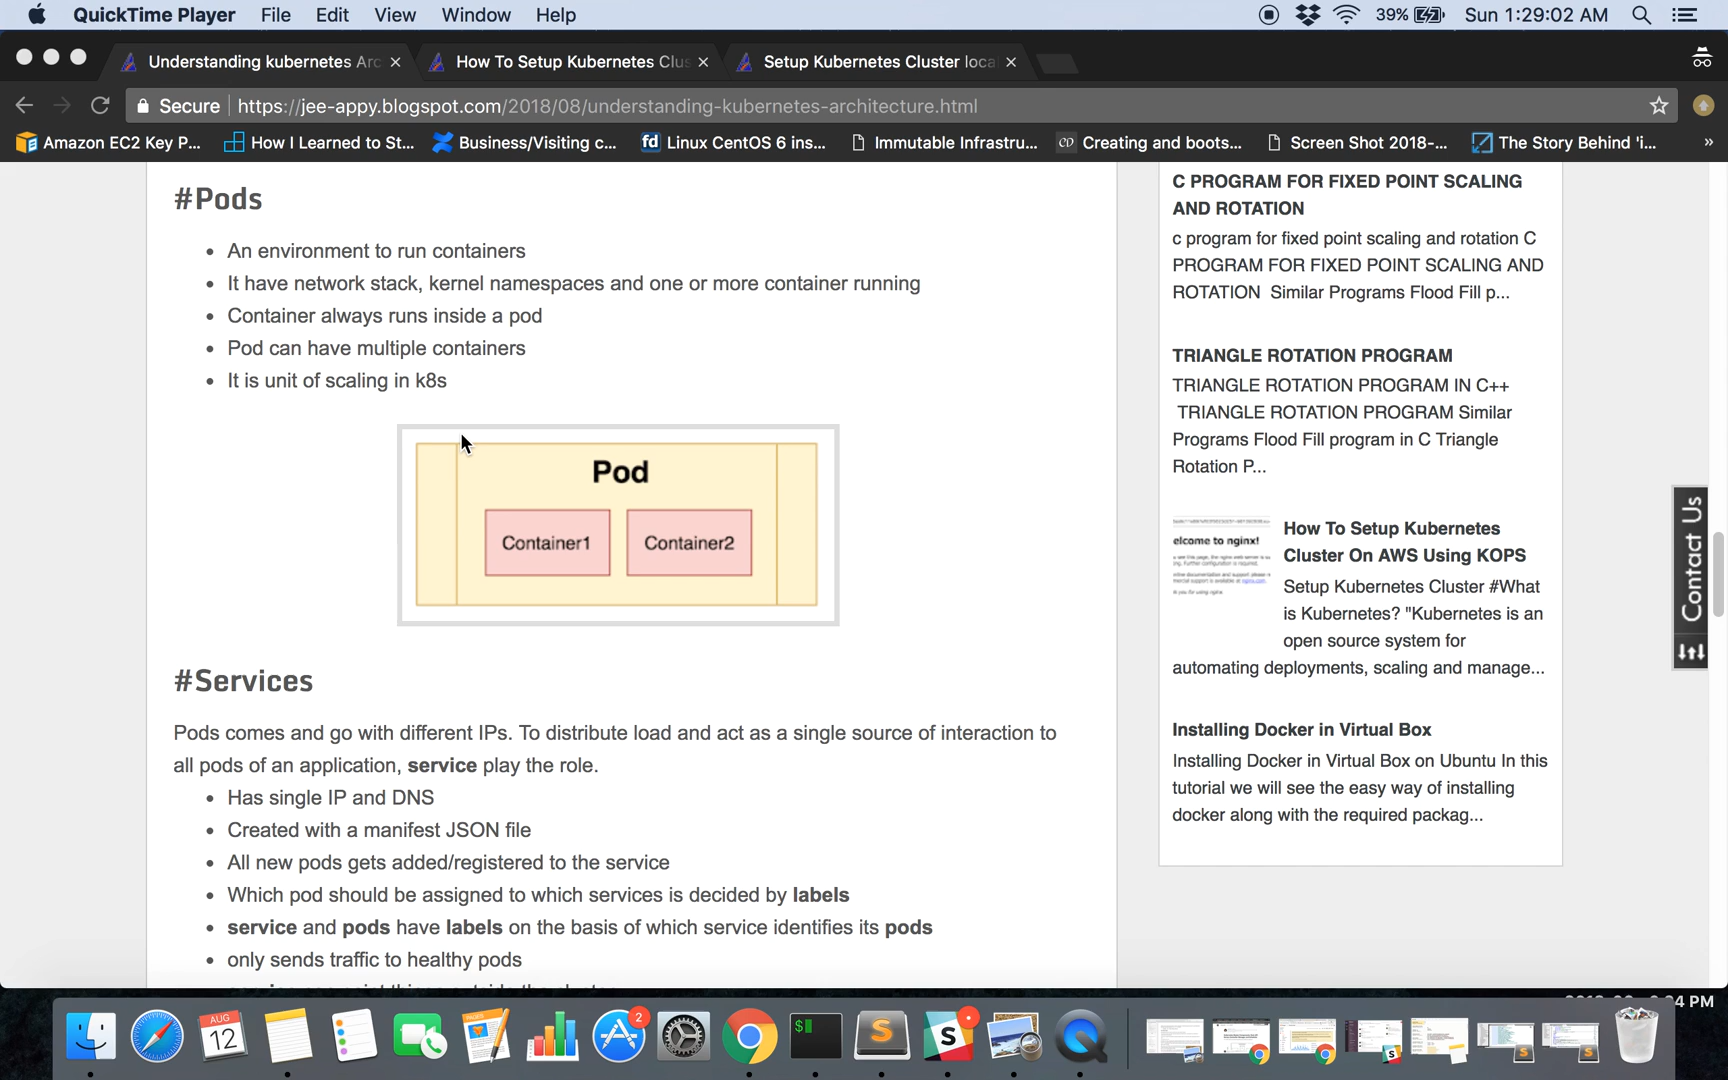 QuickTime Player File Edit View Window Help 39% Sun 1:29:02 AM
Understanding kubernetes Arc
How To Setup Kubernetes Clus
Setup Kubernetes Cluster loca
Secure https://jee-appy.blogspot.com/2018/08/understanding-kubernetes-architecture.html
Amazon EC2 Key P... How I Learned to St... Business/Visiting c... fd Linux CentOS 6 ins... Immutable Infrastru... CD Creating and boots... Screen Shot 2018-... The Story Behind 'i... »
#Pods
• An environment to run containers
• It have network stack, kernel namespaces and one or more container running
• Container always runs inside a pod
• Pod can have multiple containers
• It is unit of scaling in k8s
Pod
Container1 Container2
#Services
Pods comes and go with different IPs. To distribute load and act as a single source of interaction to
all pods of an application, service play the role.
• Has single IP and DNS
• Created with a manifest JSON file
• All new pods gets added/registered to the service
• Which pod should be assigned to which services is decided by labels
• service and pods have labels on the basis of which service identifies its pods
• only sends traffic to healthy pods
C PROGRAM FOR FIXED POINT SCALING
AND ROTATION
c program for fixed point scaling and rotation C
PROGRAM FOR FIXED POINT SCALING AND
ROTATION Similar Programs Flood Fill p...
TRIANGLE ROTATION PROGRAM
TRIANGLE ROTATION PROGRAM IN C++
TRIANGLE ROTATION PROGRAM Similar
Programs Flood Fill program in C Triangle
Rotation P...
elcome to nginx!
How To Setup Kubernetes
Cluster On AWS Using KOPS
Setup Kubernetes Cluster #What
is Kubernetes? "Kubernetes is an
open source system for
automating deployments, scaling and manage...
Installing Docker in Virtual Box
Installing Docker in Virtual Box on Ubuntu In this
tutorial we will see the easy way of installing
docker along with the required packag...
Contact Us
PM
AUG
12
PAGES
2
$
S
S